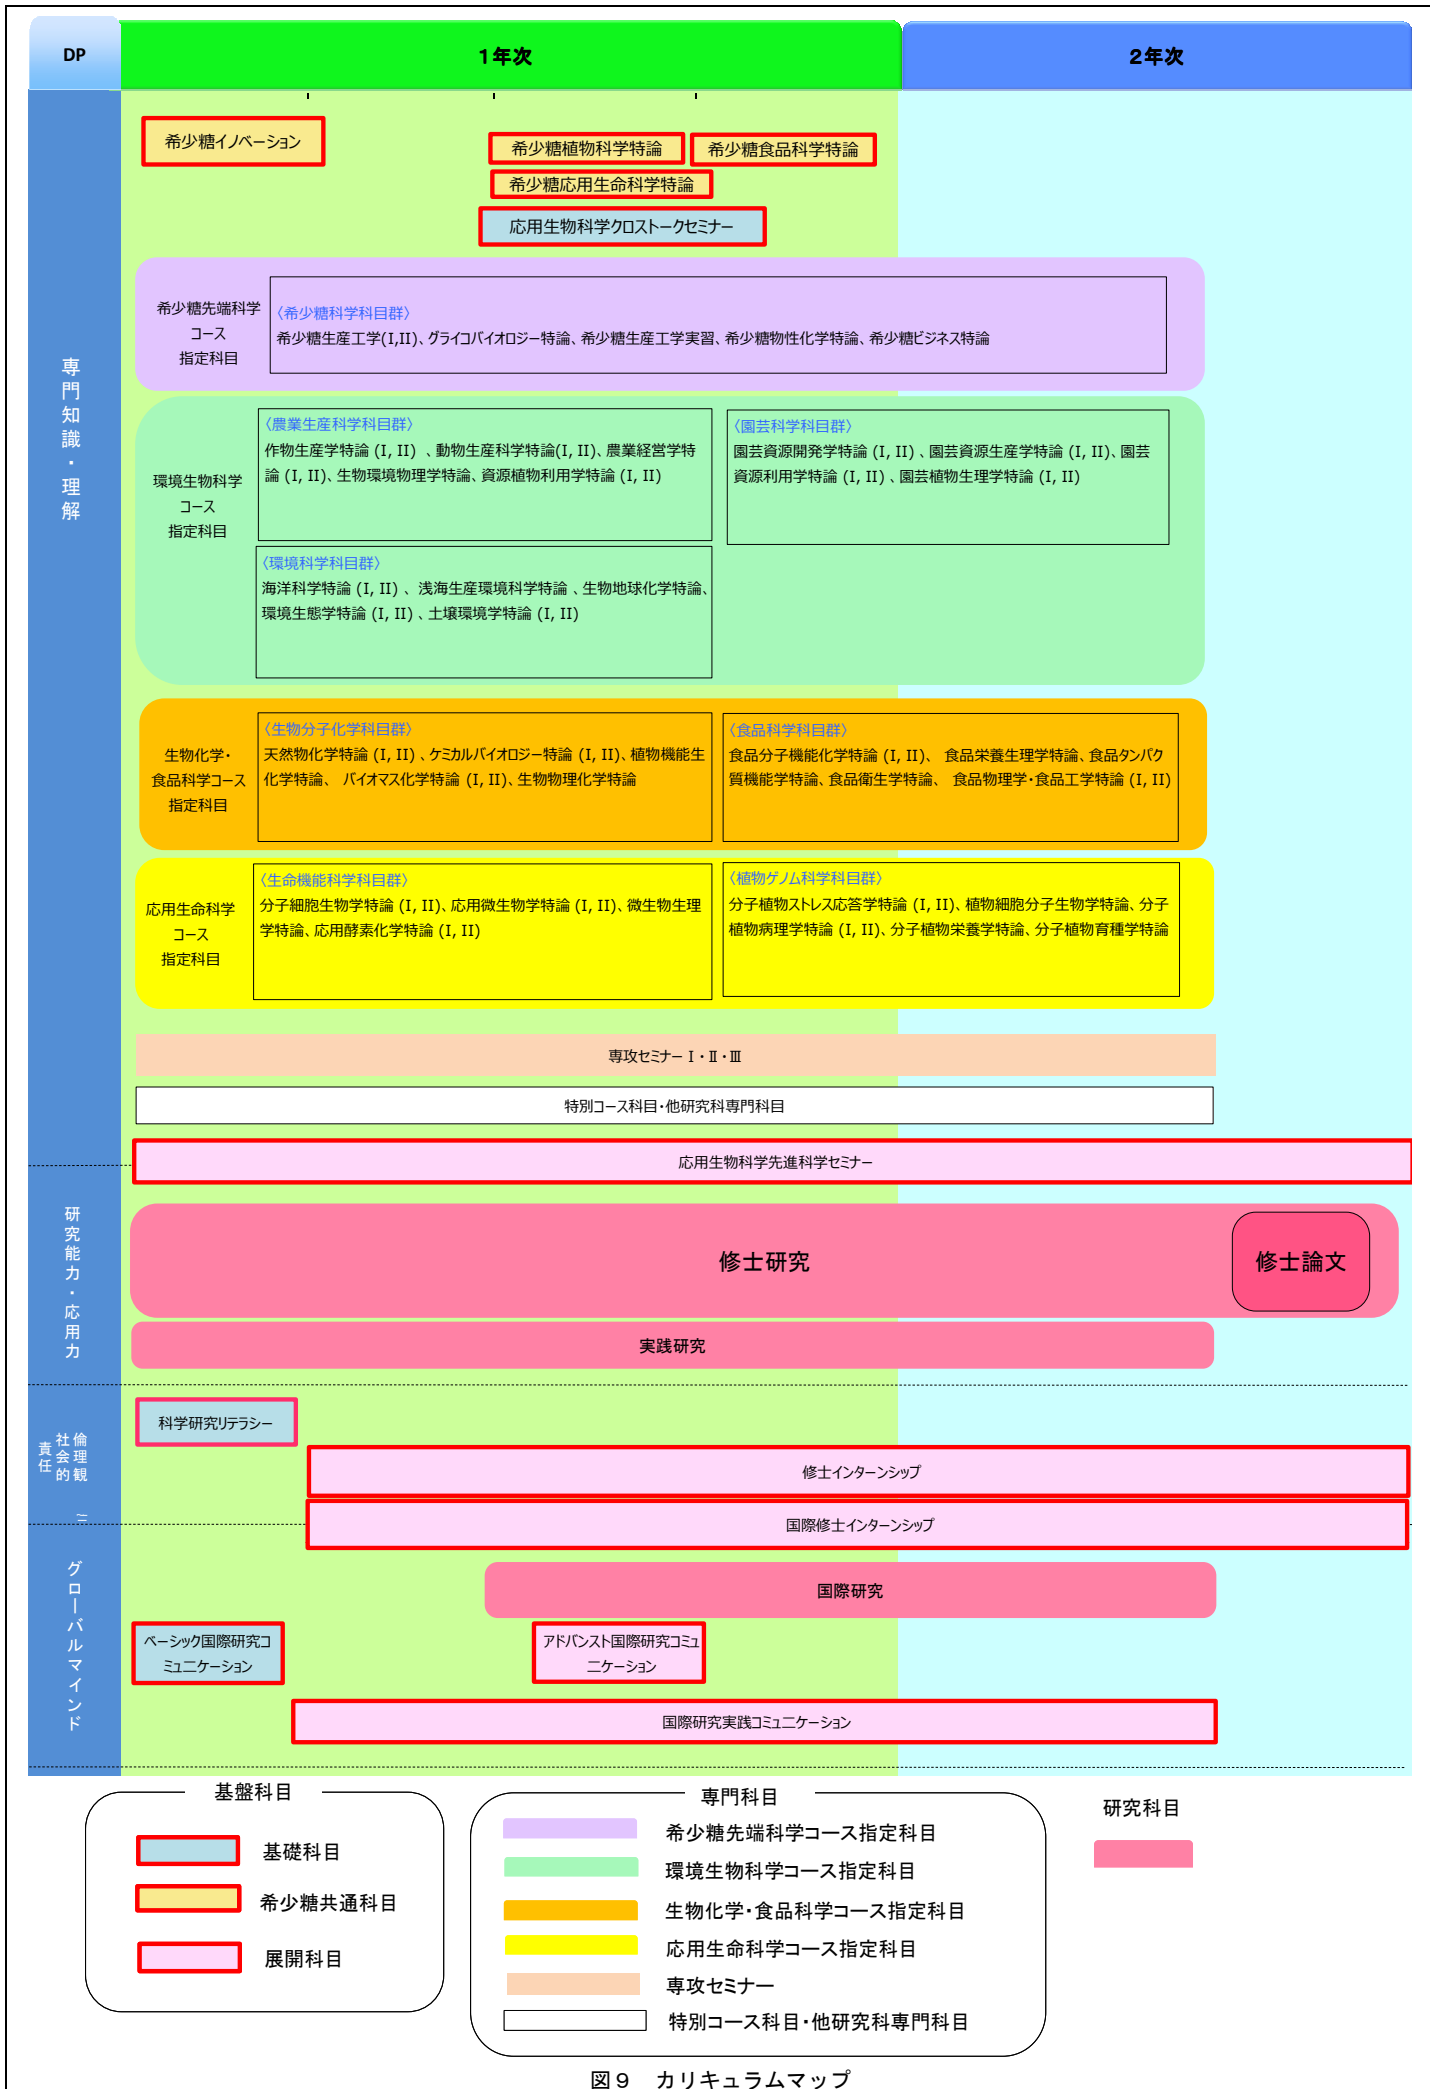 DP
1年次
2年次
専門知識・理解
希少糖イノベーション
希少糖植物科学特論
希少糖食品科学特論
希少糖応用生命科学特論
応用生物科学クロストークセミナー
希少糖先端科学
コース
指定科目
〈希少糖科学科目群〉
希少糖生産工学(I,II)、グライコバイオロジー特論、希少糖生産工学実習、希少糖物性化学特論、希少糖ビジネス特論
環境生物科学
コース
指定科目
〈農業生産科学科目群〉
作物生産学特論 (I, II) 、動物生産科学特論(I, II)、農業経営学特
論 (I, II)、生物環境物理学特論、資源植物利用学特論 (I, II)
〈園芸科学科目群〉
園芸資源開発学特論 (I, II) 、園芸資源生産学特論 (I, II)、園芸
資源利用学特論 (I, II) 、園芸植物生理学特論 (I, II)
〈環境科学科目群〉
海洋科学特論 (I, II) 、 浅海生産環境科学特論 、生物地球化学特論、
環境生態学特論 (I, II) 、土壌環境学特論 (I, II)
生物化学・
食品科学コース
指定科目
〈生物分子化学科目群〉
天然物化学特論 (I, II) 、ケミカルバイオロジー特論 (I, II)、植物機能生
化学特論、 バイオマス化学特論 (I, II)、生物物理化学特論
〈食品科学科目群〉
食品分子機能化学特論 (I, II)、 食品栄養生理学特論、食品タンパク
質機能学特論、食品衛生学特論、 食品物理学・食品工学特論 (I, II)
応用生命科学
コース
指定科目
〈生命機能科学科目群〉
分子細胞生物学特論 (I, II)、応用微生物学特論 (I, II)、微生物生理
学特論、応用酵素化学特論 (I, II)
〈植物ゲノム科学科目群〉
分子植物ストレス応答学特論 (I, II)、植物細胞分子生物学特論、分子
植物病理学特論 (I, II)、分子植物栄養学特論、分子植物育種学特論
専攻セミナー Ⅰ・Ⅱ・Ⅲ
特別コース科目・他研究科専門科目
応用生物科学先進科学セミナー
研究能力・応用力
修士研究
修士論文
実践研究
倫理観
社会的
責任
科学研究リテラシー
修士インターンシップ
国際修士インターンシップ
グローバルマインド
国際研究
ベーシック国際研究コ
ミュニケーション
アドバンスト国際研究コミュ
ニケーション
国際研究実践コミュニケーション
基盤科目
基礎科目
希少糖共通科目
展開科目
専門科目
希少糖先端科学コース指定科目
環境生物科学コース指定科目
生物化学・食品科学コース指定科目
応用生命科学コース指定科目
専攻セミナー
特別コース科目・他研究科専門科目
研究科目
図９ カリキュラムマップ